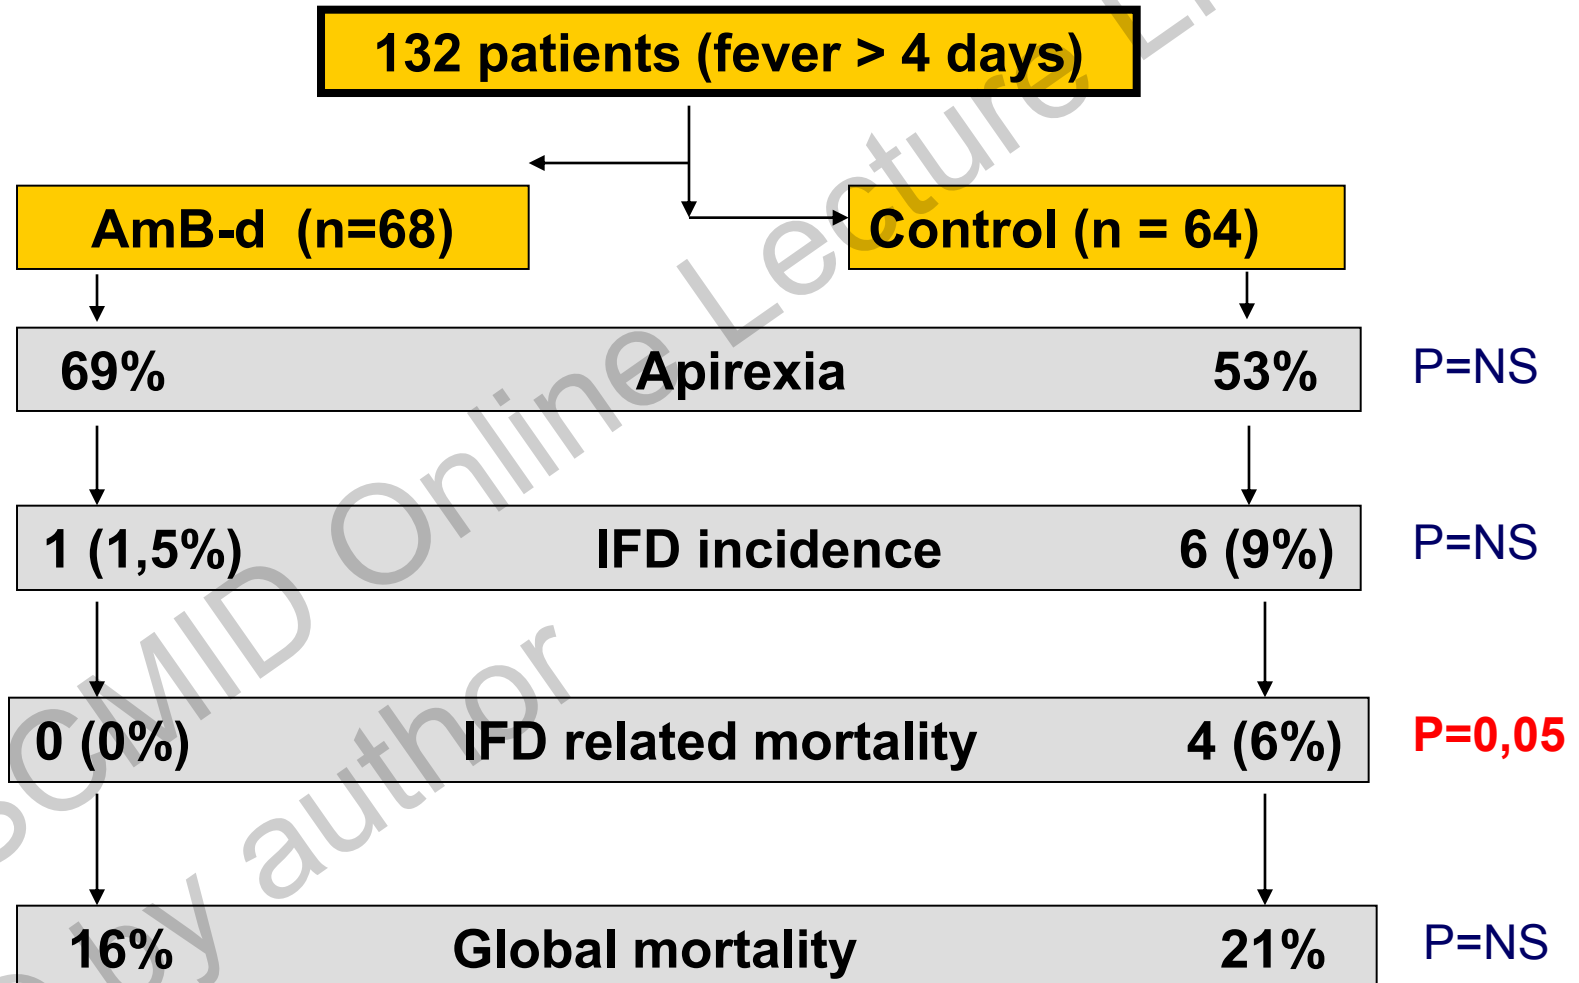 132 patients (fever > 4 days)
AmB-d (n=68)
Control (n = 64)
69% Apirexia 53% P=NS
1 (1,5%) IFD incidence 6 (9%) P=NS
0 (0%) IFD related mortality 4 (6%) P=0,05
16% Global mortality 21% P=NS
SCMID Online Lecture Li
by author